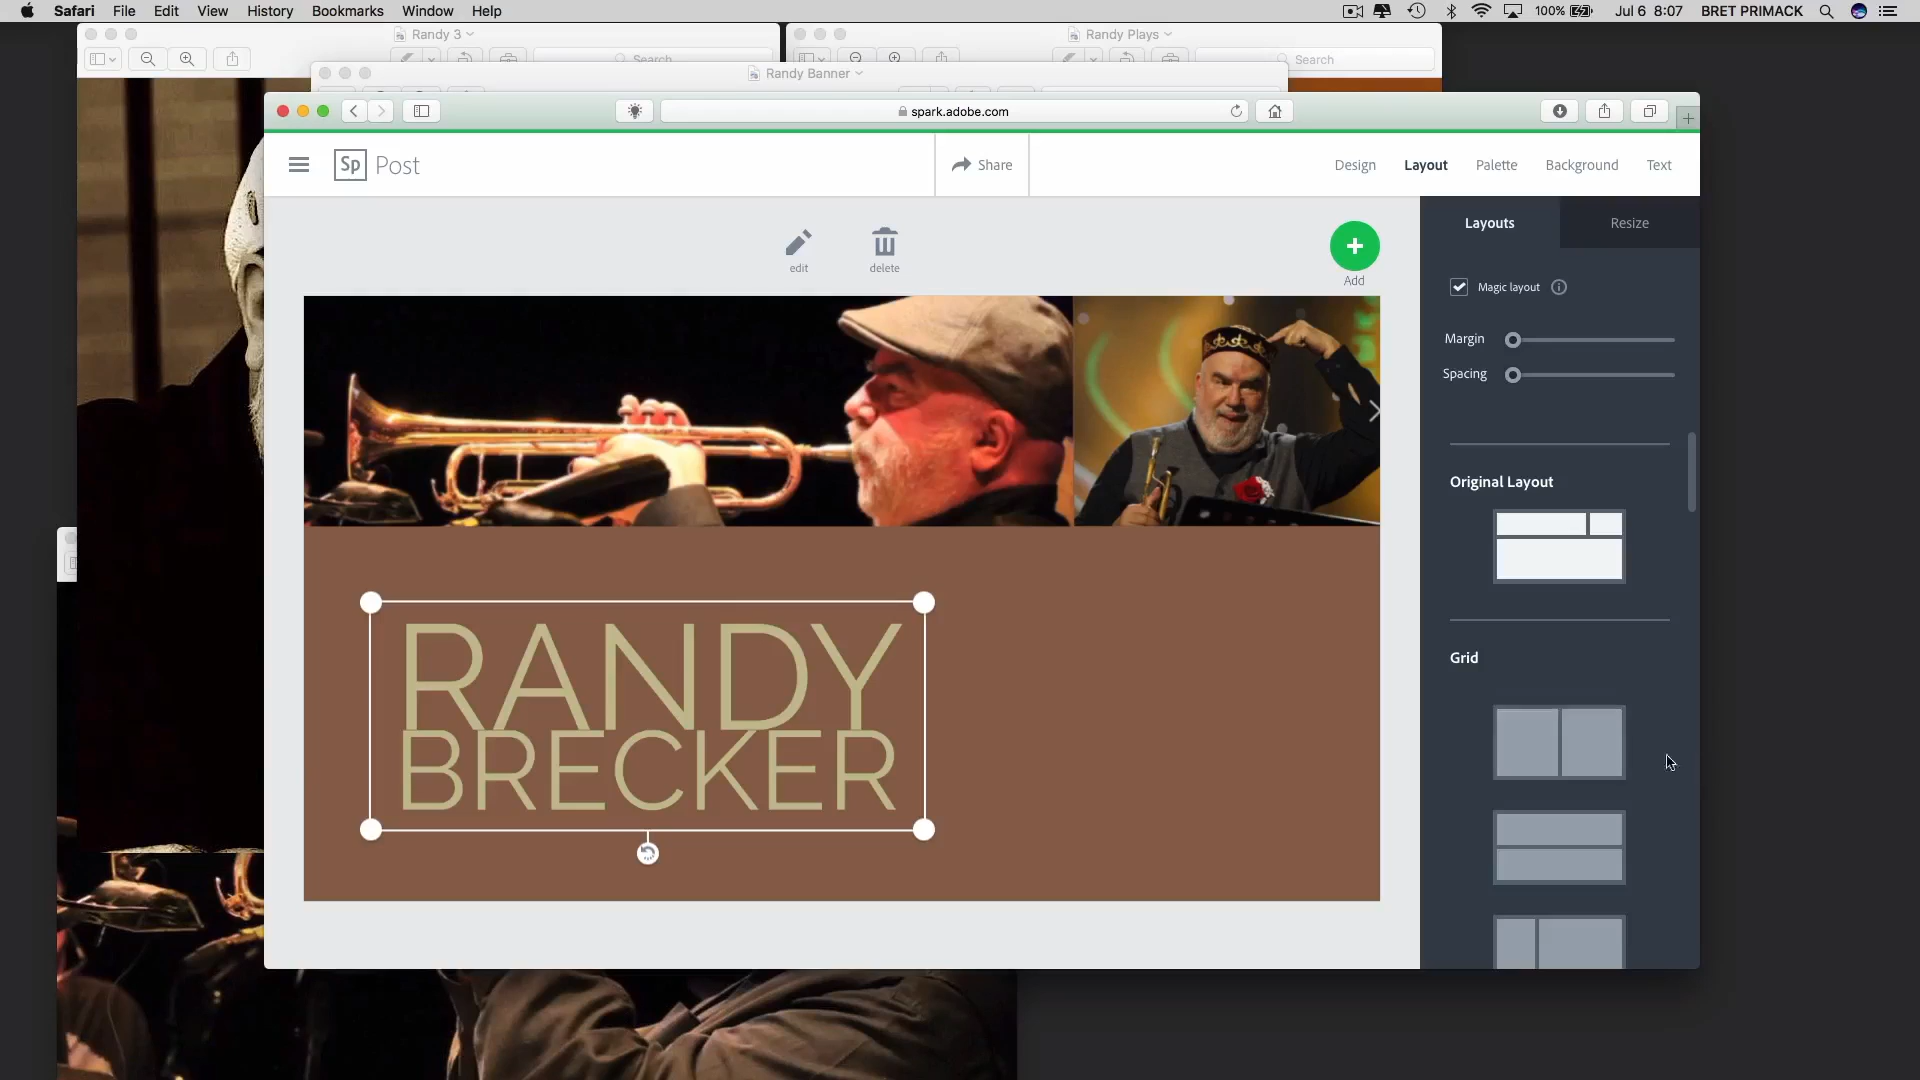 Safari File Edit View History Bookmarks Window Help 100% Jul 6 8:07 BRET PRIMACK
Randy 3
Randy Plays
Search
Search
Randy Banner
spark.adobe.com
Sp Post
Share
Design Layout Palette Background Text
Layouts Resize
edit
delete
Add
Magic layout
Margin
Spacing
Original Layout
Grid
RANDY
BRECKER